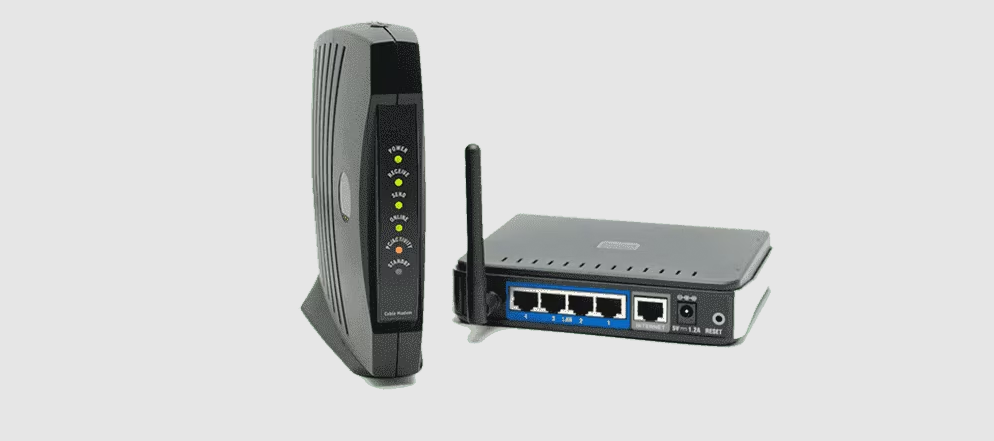 POWER
RECEIVE
SEND
ONLINE
PC/ACTIVITY
STANDBY
Cable Modem
4 3 LAN 2 1
INTERNET
5V 1.2A
RESET